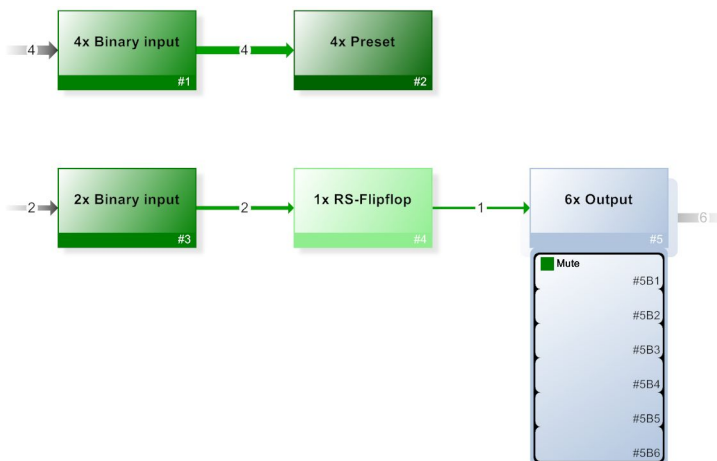 4x Binary input
4x Preset
4
4
#1
#2
2x Binary input
1x RS-Flipflop
6x Output
2
2
1
6
#3
#4
#5
Mute
#5B1
#5B2
#5B3
#5B4
#5B5
#5B6